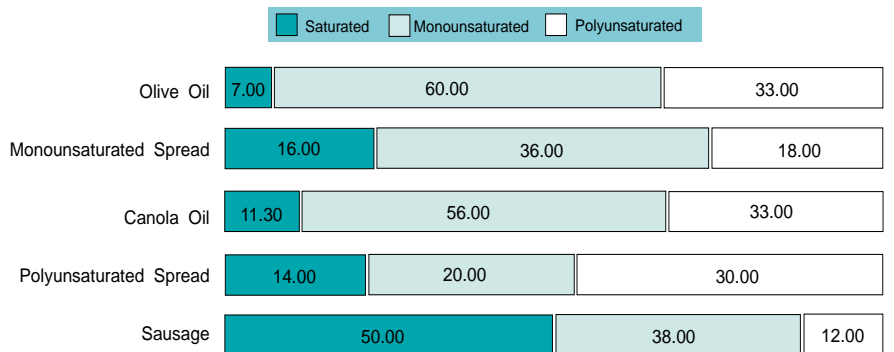 Saturated Monounsaturated Polyunsaturated
Olive Oil 7.00 60.00 33.00
Monounsaturated Spread 16.00 36.00 18.00
Canola Oil 11.30 56.00 33.00
Polyunsaturated Spread 14.00 20.00 30.00
Sausage 50.00 38.00 12.00